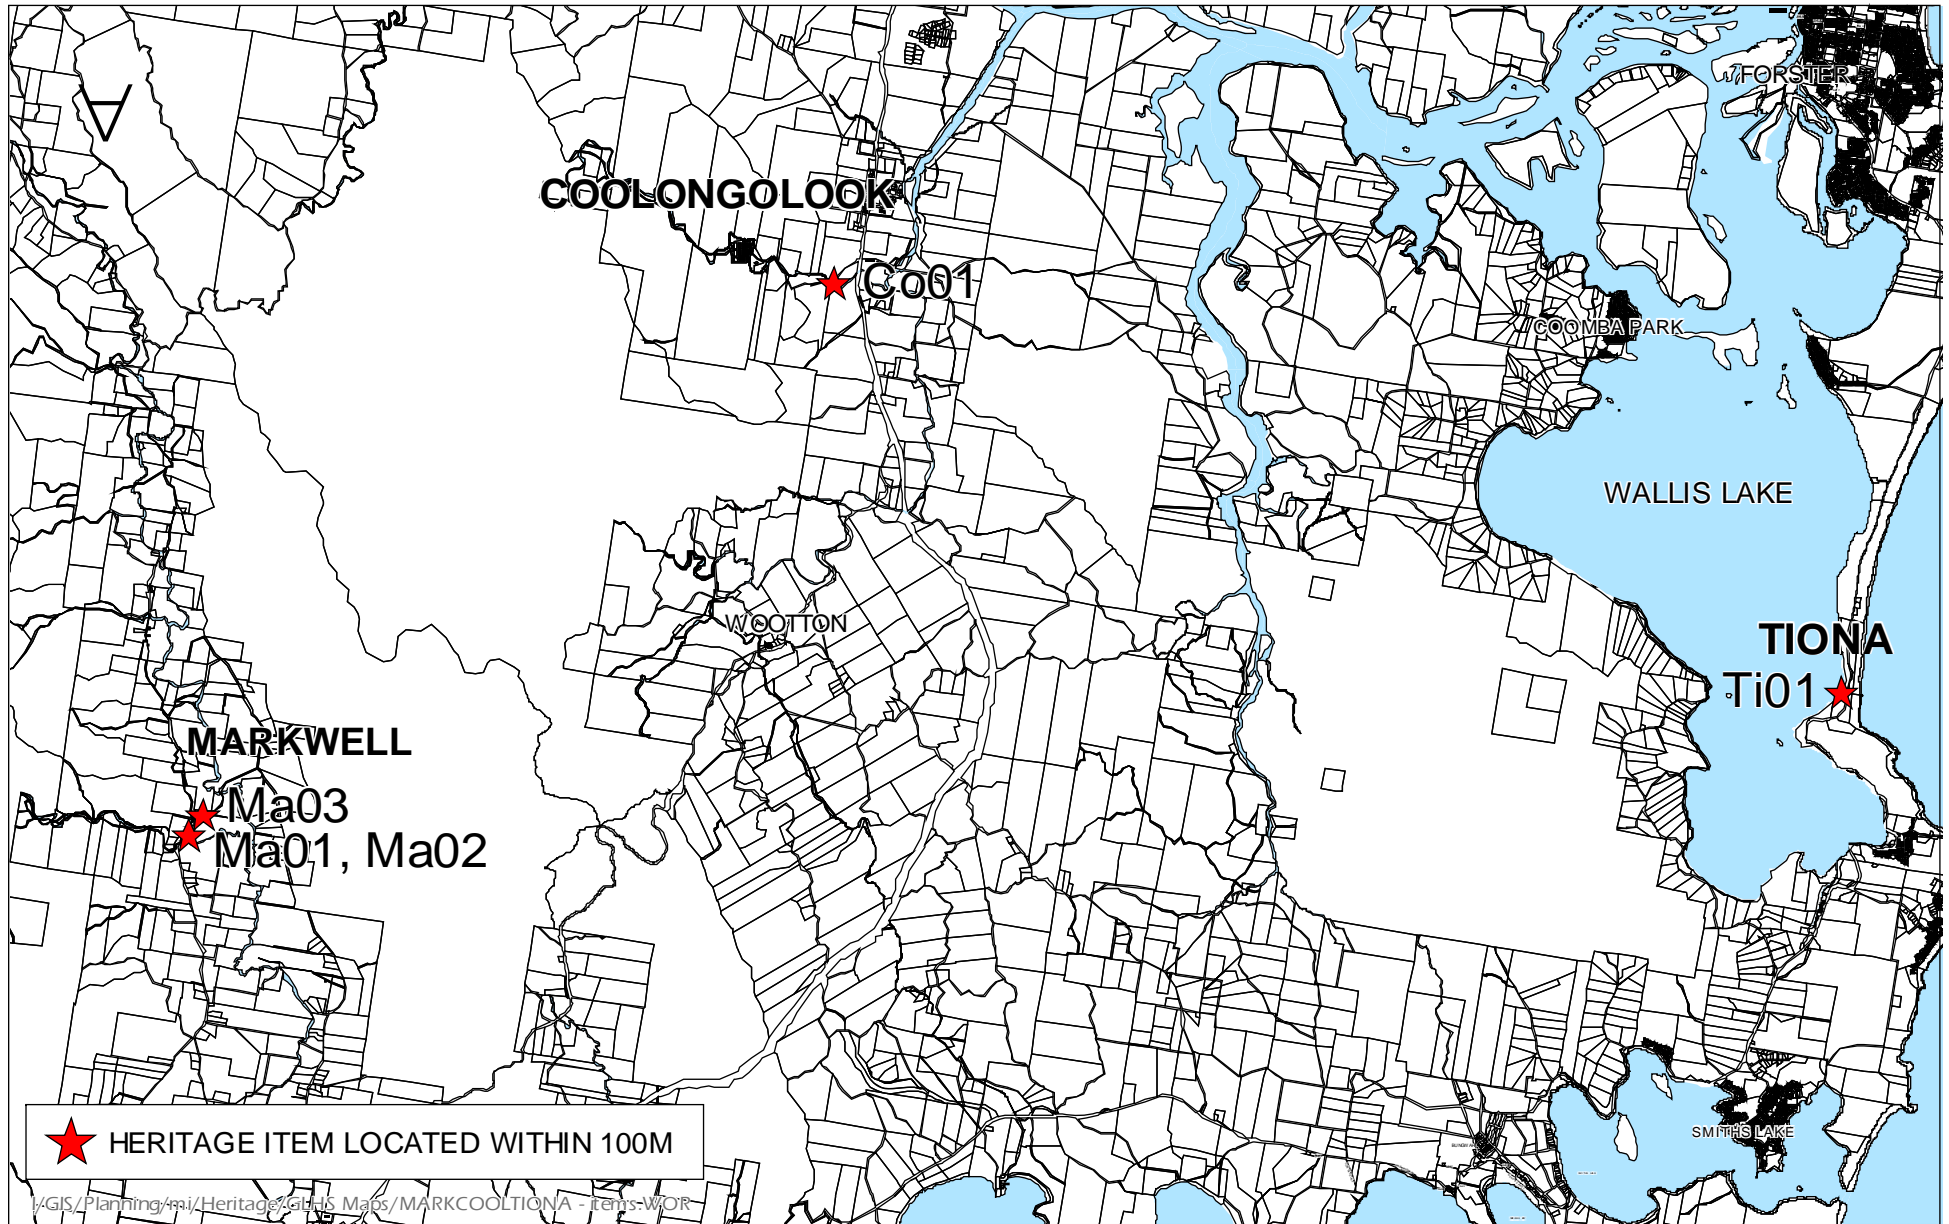 FORSTER
COOLONGOLOOK
Co01
COOMBA PARK
WALLIS LAKE
WOOTTON
TIONA
Ti01
MARKWELL
Ma03
Ma01, Ma02
SMITHS LAKE
HERITAGE ITEM LOCATED WITHIN 100M
I/GIS/Planning/mi/Heritage/GLHS Maps/MARKCOOLTIONA - items.WOR